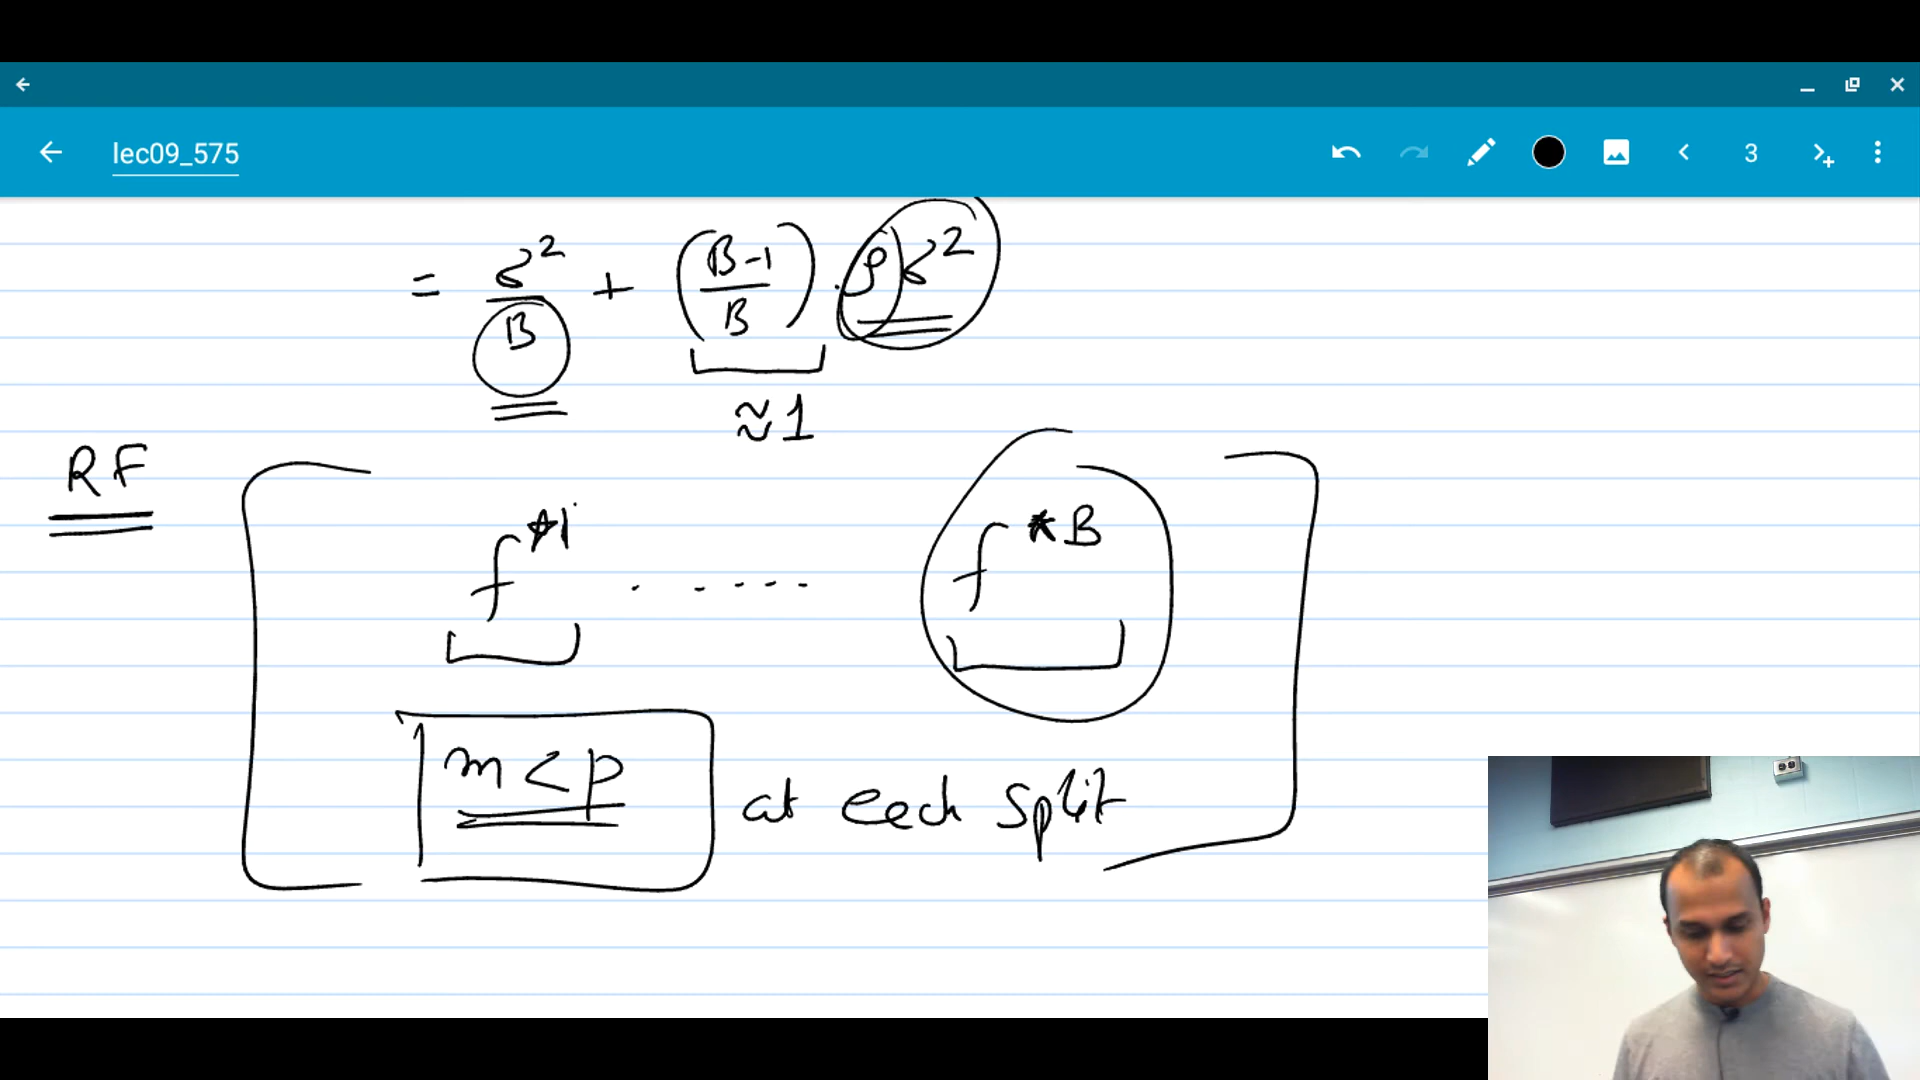 lec09_575
3
= σ²/B + (B-1/B) · ρσ²
≈ 1
RF
f*1 ...... f*B
m < p at each split